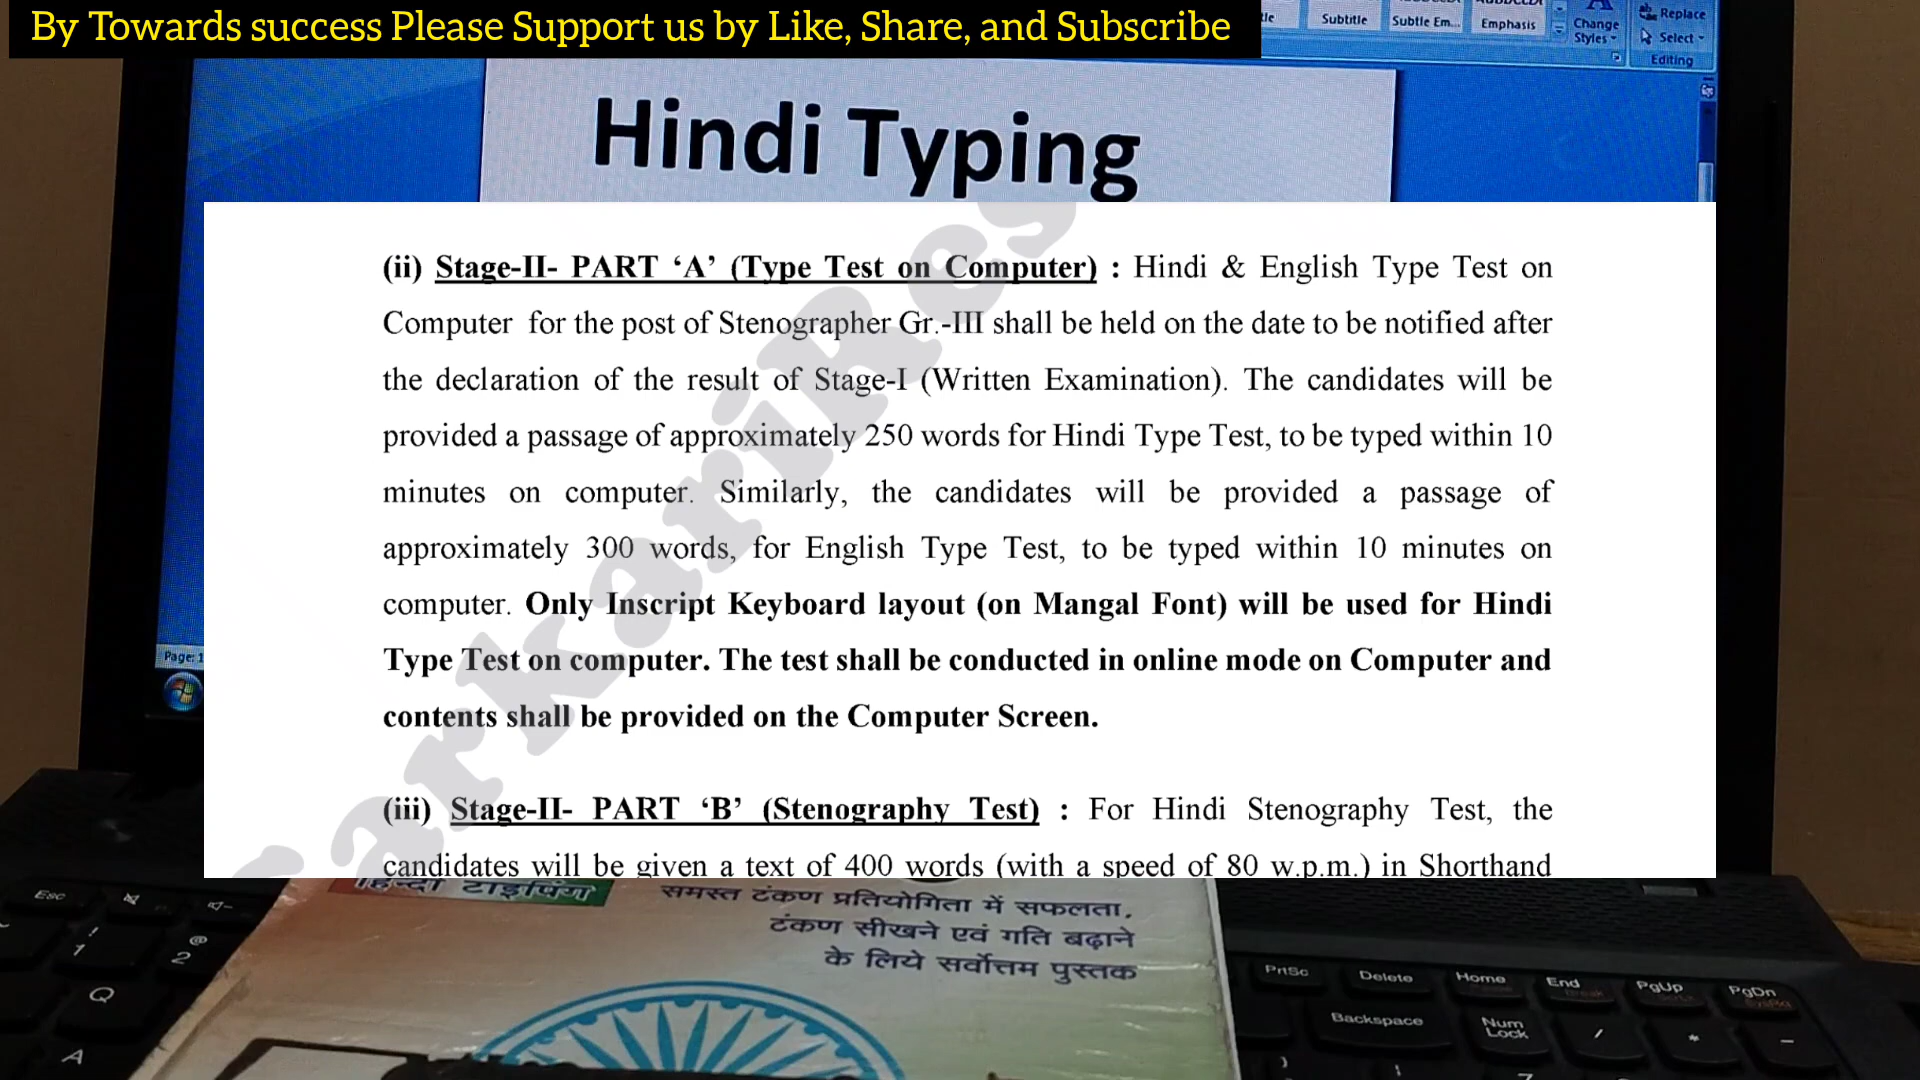 By Towards success Please Support us by Like, Share, and Subscribe
Subtitle
Subtle Em...
Emphasis
Change
Styles
Replace
Select
Editing
Hindi Typing
(ii) Stage-II- PART ‘A’ (Type Test on Computer) : Hindi & English Type Test on
Computer for the post of Stenographer Gr.-III shall be held on the date to be notified after
the declaration of the result of Stage-I (Written Examination). The candidates will be
provided a passage of approximately 250 words for Hindi Type Test, to be typed within 10
minutes on computer. Similarly, the candidates will be provided a passage of
approximately 300 words, for English Type Test, to be typed within 10 minutes on
computer. Only Inscript Keyboard layout (on Mangal Font) will be used for Hindi
Type Test on computer. The test shall be conducted in online mode on Computer and
contents shall be provided on the Computer Screen.
(iii) Stage-II- PART ‘B’ (Stenography Test) : For Hindi Stenography Test, the
candidates will be given a text of 400 words (with a speed of 80 w.p.m.) in Shorthand
Page: 1
हिन्दी टाइपिंग
समस्त टंकण प्रतियोगिता में सफलता,
टंकण सीखने एवं गति बढ़ाने
के लिये सर्वोत्तम पुस्तक
Esc
! 1
@ 2
Q
A
PrtSc
Delete
Home
End
PgUp
PgDn
Backspace
Num
Lock
/
*
-